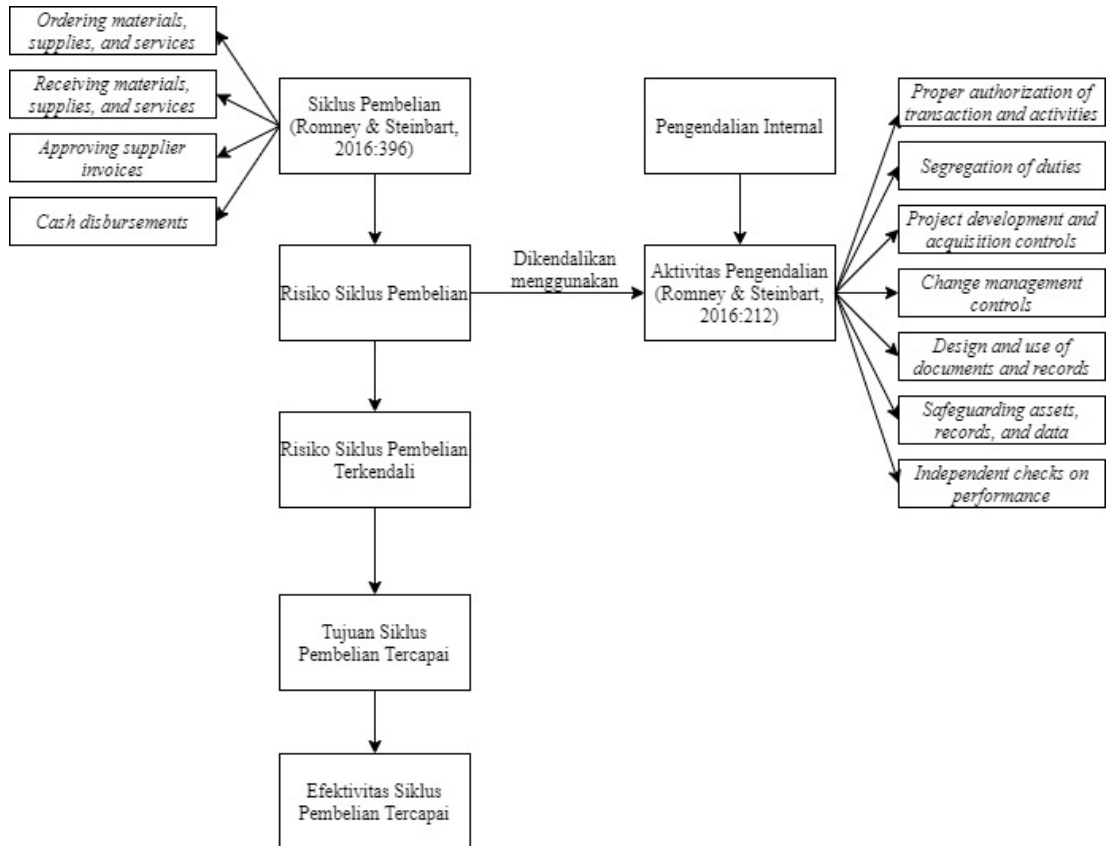 Ordering materials,
supplies, and services
Receiving materials,
supplies, and services
Approving supplier
invoices
Cash disbursements
Siklus Pembelian
(Romney & Steinbart,
2016:396)
Pengendalian Internal
Proper authorization of
transaction and activities
Segregation of duties
Project development and
acquisition controls
Change management
controls
Design and use of
documents and records
Safeguarding assets,
records, and data
Independent checks on
performance
Risiko Siklus Pembelian
Dikendalikan
menggunakan
Aktivitas Pengendalian
(Romney & Steinbart,
2016:212)
Risiko Siklus Pembelian
Terkendali
Tujuan Siklus
Pembelian Tercapai
Efektivitas Siklus
Pembelian Tercapai